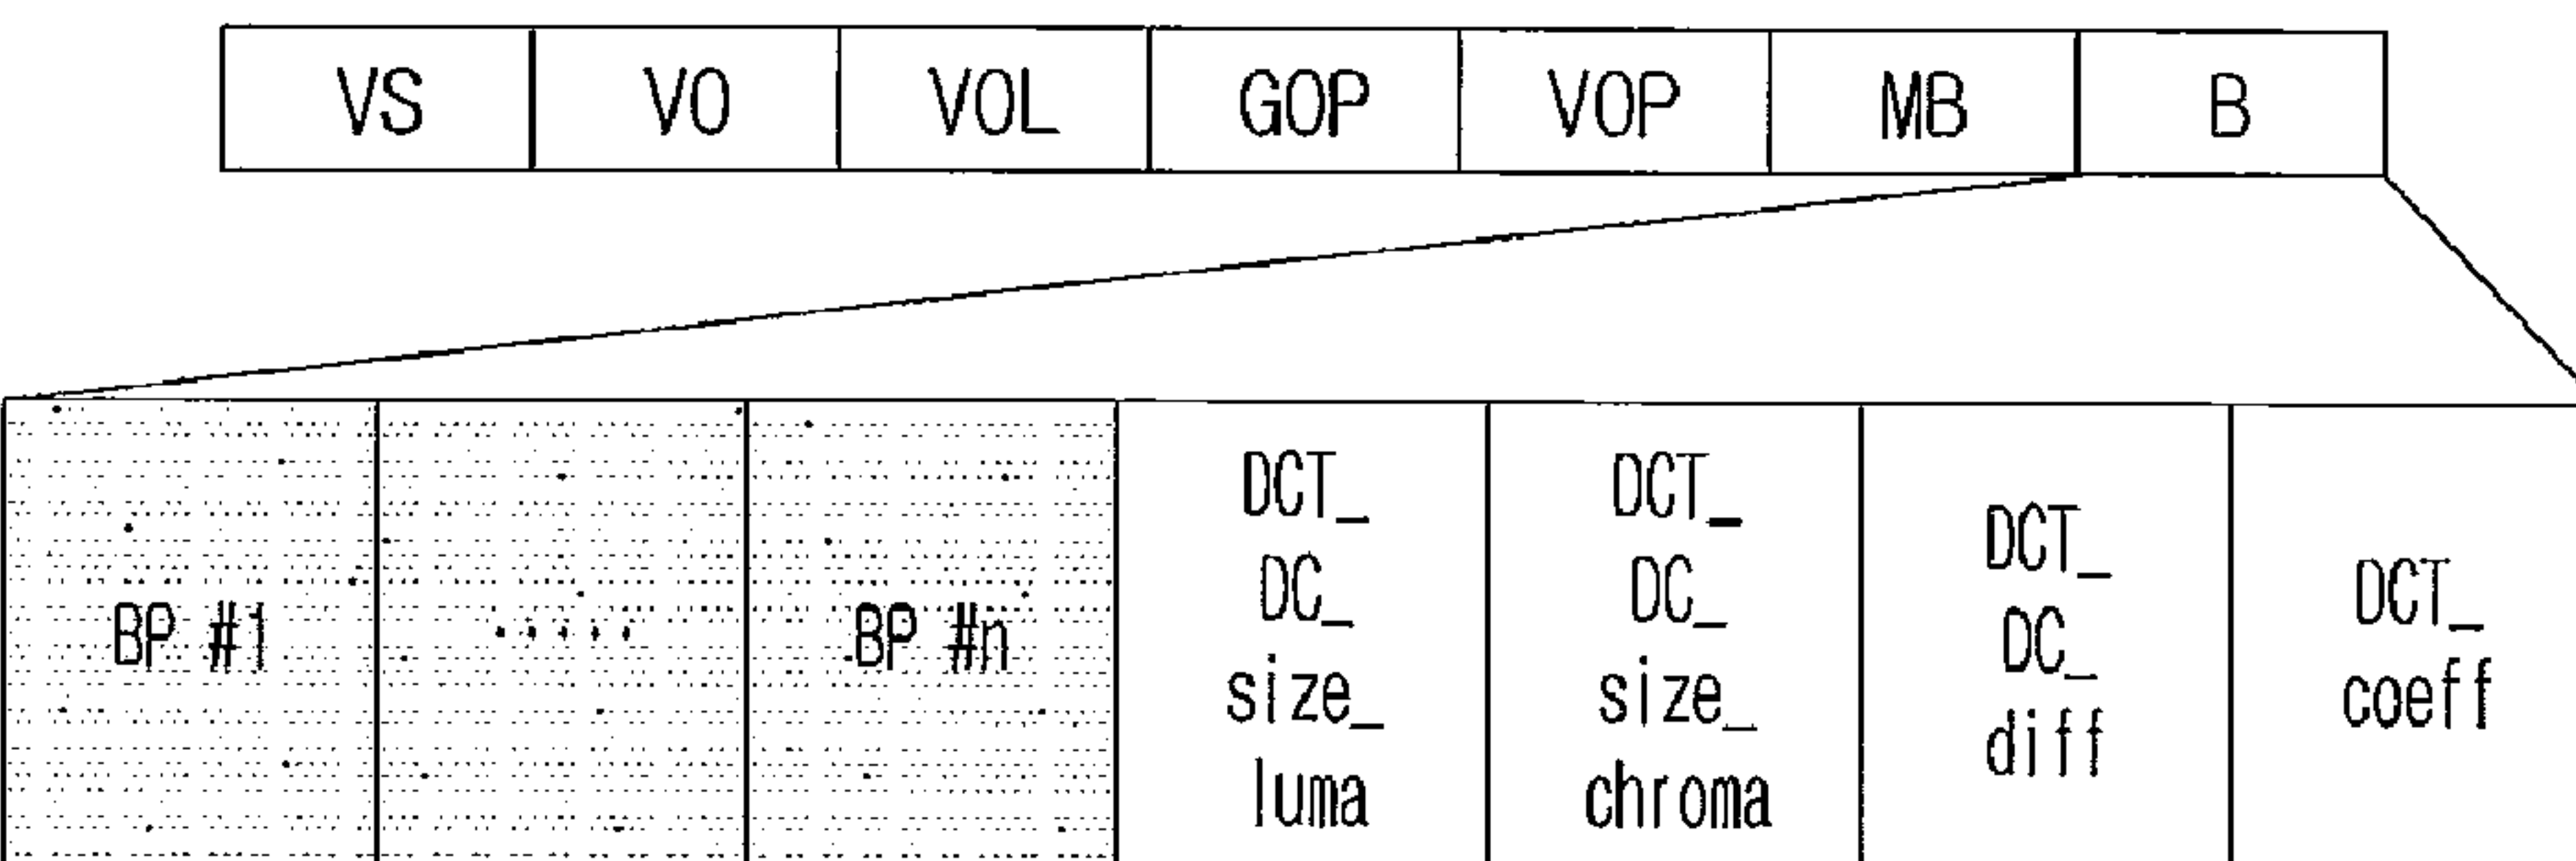 VS VO VOL GOP VOP MB B
BP #1
.....
BP #n
DCT_
DC_
size_
luma
DCT_
DC_
size_
chroma
DCT_
DC_
diff
DCT_
coeff